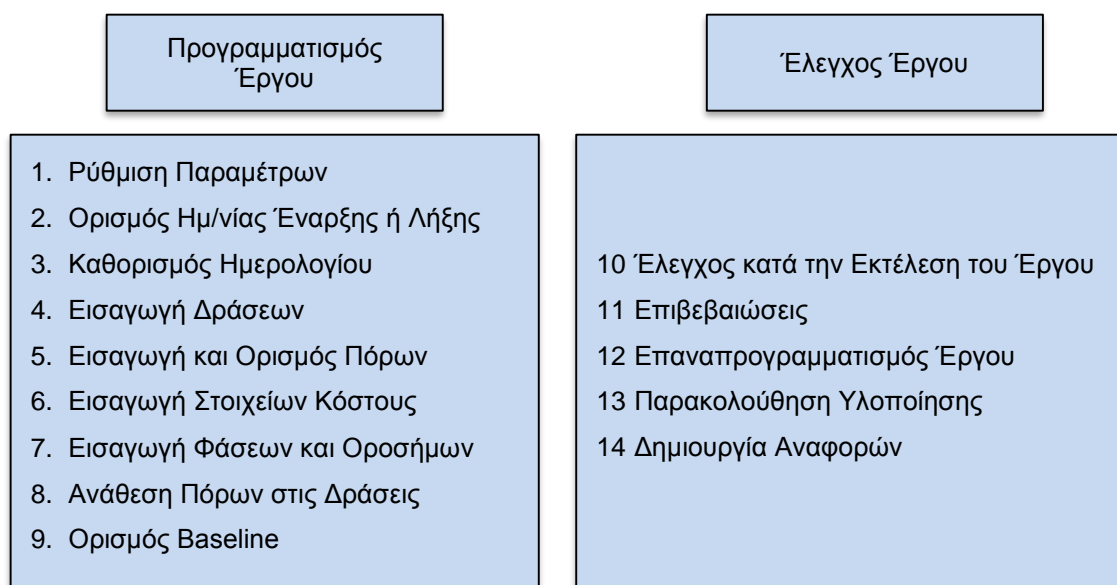 Προγραμματισμός
Έργου
1. Ρύθμιση Παραμέτρων
2. Ορισμός Ημ/νίας Έναρξης ή Λήξης
3. Καθορισμός Ημερολογίου
4. Εισαγωγή Δράσεων
5. Εισαγωγή και Ορισμός Πόρων
6. Εισαγωγή Στοιχείων Κόστους
7. Εισαγωγή Φάσεων και Οροσήμων
8. Ανάθεση Πόρων στις Δράσεις
9. Ορισμός Baseline
Έλεγχος Έργου
10 Έλεγχος κατά την Εκτέλεση του Έργου
11 Επιβεβαιώσεις
12 Επαναπρογραμματισμός Έργου
13 Παρακολούθηση Υλοποίησης
14 Δημιουργία Αναφορών